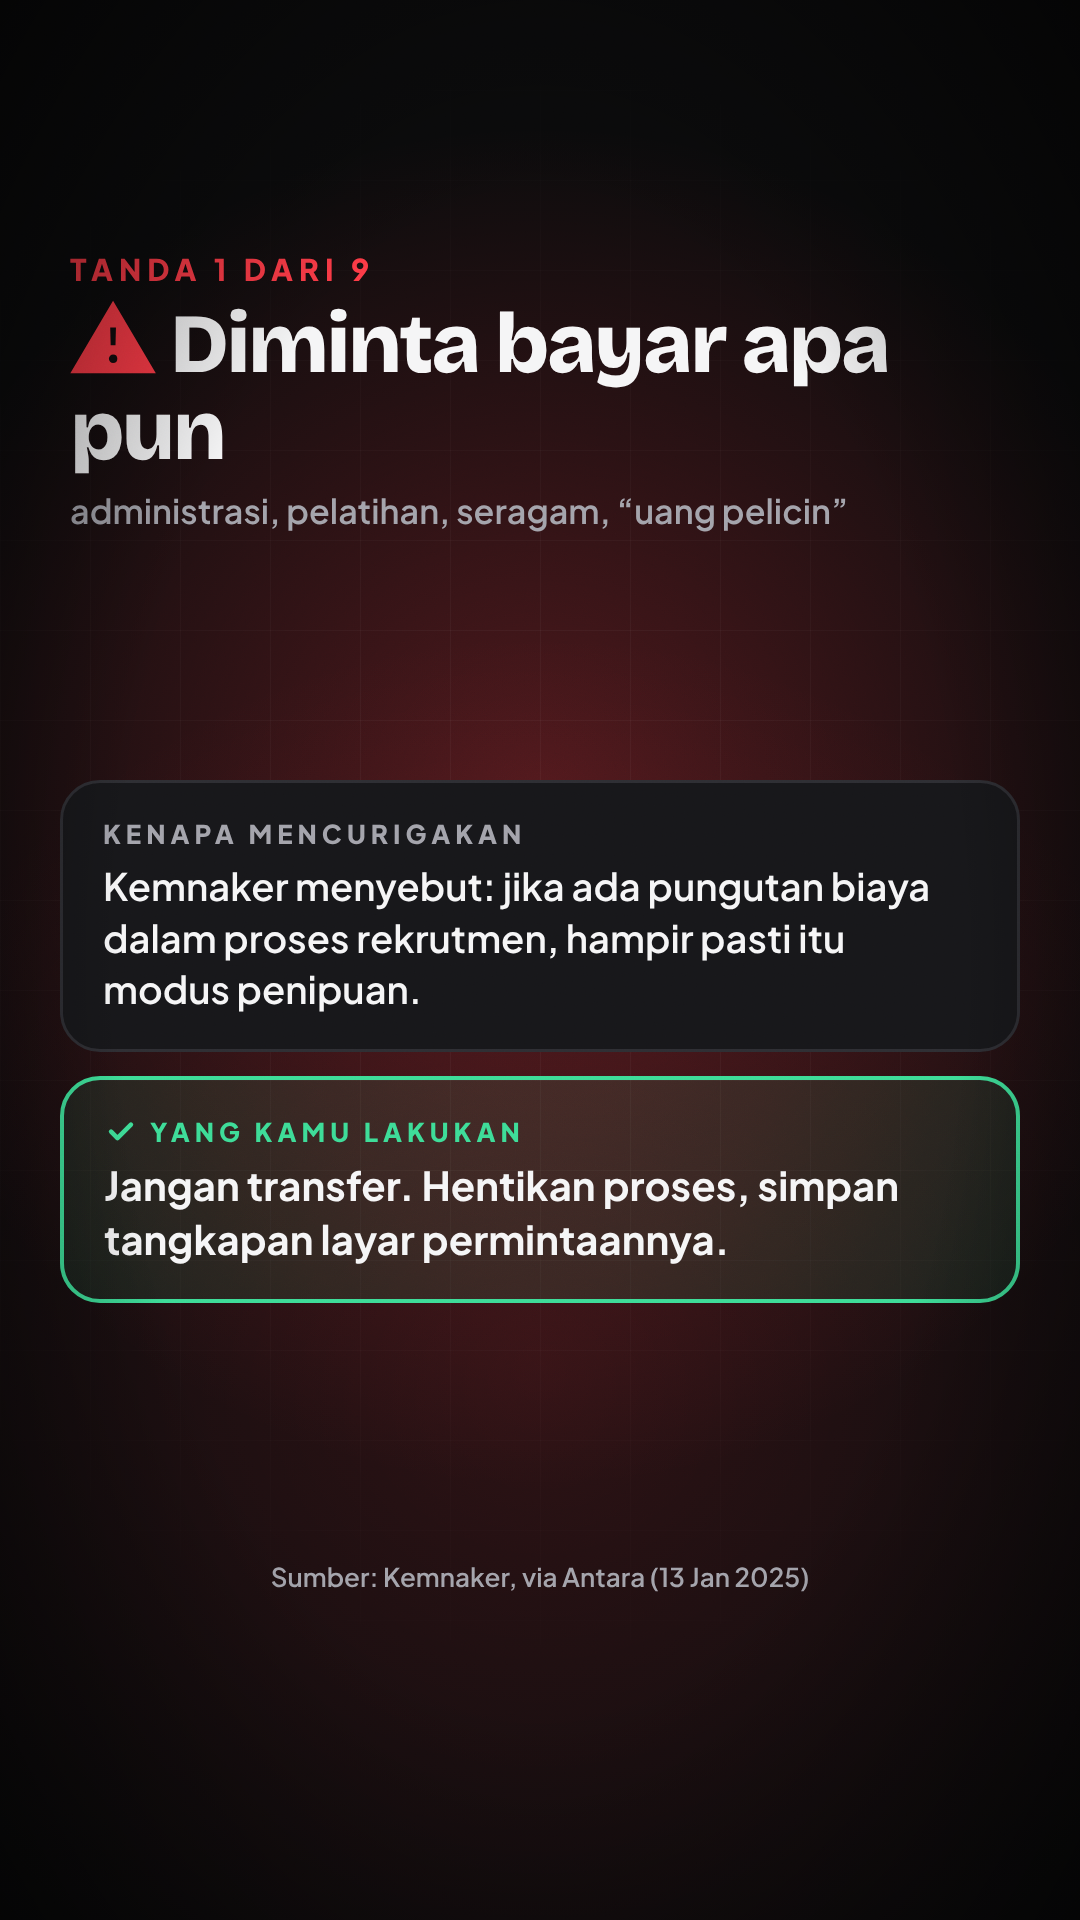 TANDA 1 DARI 9
Diminta bayar apa
pun
administrasi, pelatihan, seragam, “uang pelicin”
KENAPA MENCURIGAKAN
Kemnaker menyebut: jika ada pungutan biaya
dalam proses rekrutmen, hampir pasti itu
modus penipuan.
YANG KAMU LAKUKAN
Jangan transfer. Hentikan proses, simpan
tangkapan layar permintaannya.
Sumber: Kemnaker, via Antara (13 Jan 2025)